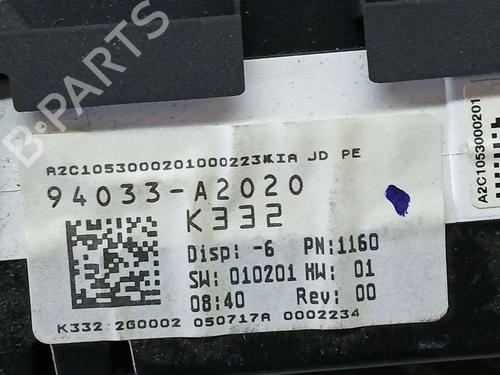 B-PARTS
A2C1053000201000223KIA JD PE
94033-A2020
K332
Disp: -6 PN:1160
SW: 010201 HW: 01
08:40 Rev: 00
K332 2G0002 050717A 0002234
A2C1053000201